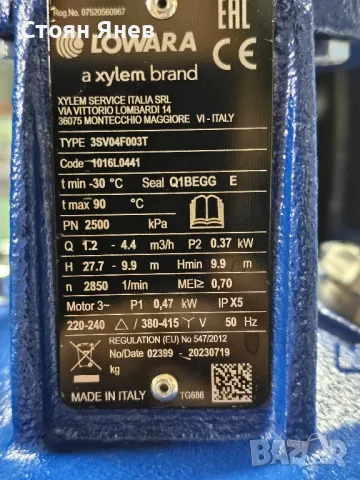 Стоян Янев
Reg.No. 07520560967
EAC
LOWARA
CE
a xylem brand
XYLEM SERVICE ITALIA SRL
VIA VITTORIO LOMBARDI 14
36075 MONTECCHIO MAGGIORE VI - ITALY
TYPE 3SV04F003T
Code 1016L0441
t min -30 °C Seal Q1BEGG E
t max 90 °C
PN 2500 kPa
Q 1.2 - 4.4 m3/h P2 0.37 kW
H 27.7 - 9.9 m Hmin 9.9 m
n 2850 1/min MEI≥ 0,70
Motor 3~ P1 0,47 kW IP X5
220-240 △ / 380-415 Y V 50 Hz
REGULATION (EU) No 547/2012
No/Date 02399 - 20230719
kg
MADE IN ITALY TG686
BAZAR